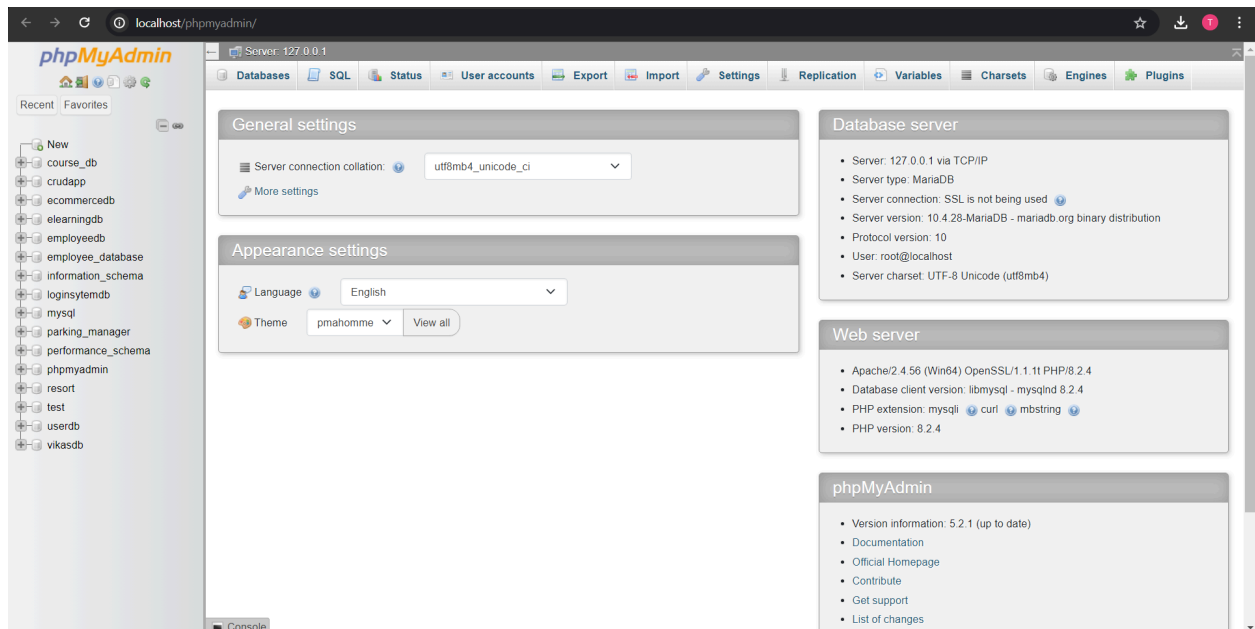 localhost/phpmyadmin/
T
phpMyAdmin
Recent Favorites
New
course_db
crudapp
ecommercedb
elearningdb
employeedb
employee_database
information_schema
loginsytemdb
mysql
parking_manager
performance_schema
phpmyadmin
resort
test
userdb
vikasdb
Server: 127.0.0.1
Databases SQL Status User accounts Export Import Settings Replication Variables Charsets Engines Plugins
General settings
Server connection collation: utf8mb4_unicode_ci
More settings
Appearance settings
Language English
Theme pmahomme View all
Database server
Server: 127.0.0.1 via TCP/IP
Server type: MariaDB
Server connection: SSL is not being used
Server version: 10.4.28-MariaDB - mariadb.org binary distribution
Protocol version: 10
User: root@localhost
Server charset: UTF-8 Unicode (utf8mb4)
Web server
Apache/2.4.56 (Win64) OpenSSL/1.1.1t PHP/8.2.4
Database client version: libmysql - mysqlnd 8.2.4
PHP extension: mysqli curl mbstring
PHP version: 8.2.4
phpMyAdmin
Version information: 5.2.1 (up to date)
Documentation
Official Homepage
Contribute
Get support
List of changes
Console